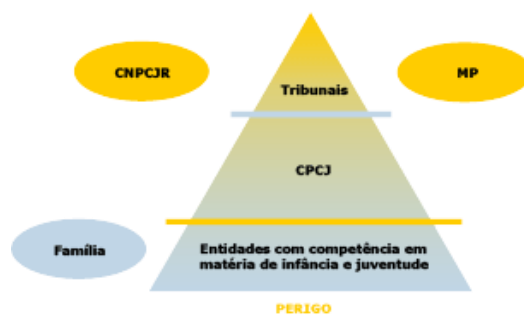 CNPCJR
MP
Tribunais
CPCJ
Família
Entidades com competência em
matéria de infância e juventude
PERIGO